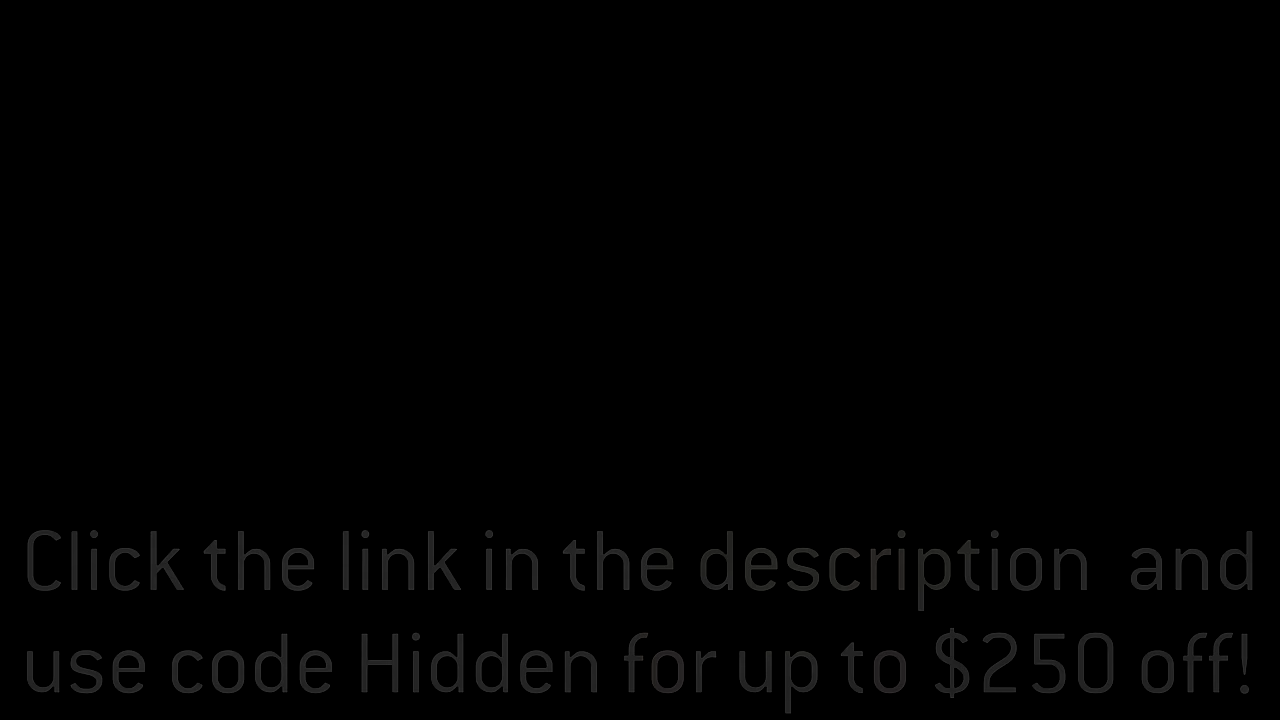 Click the link in the description and
use code Hidden for up to $250 off!